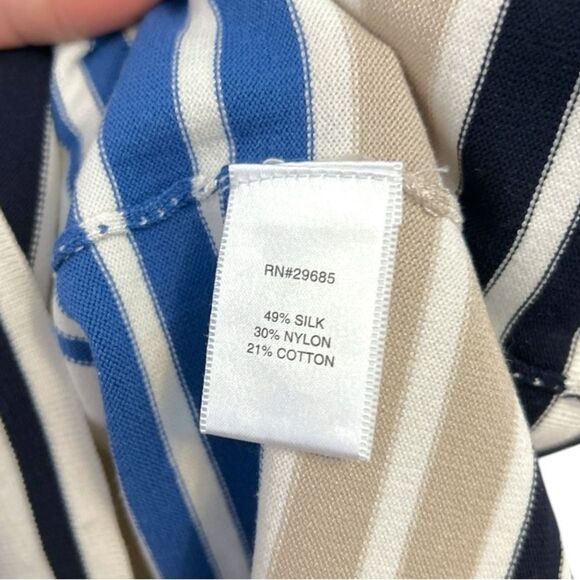 RN#29685
49% SILK
30% NYLON
21% COTTON